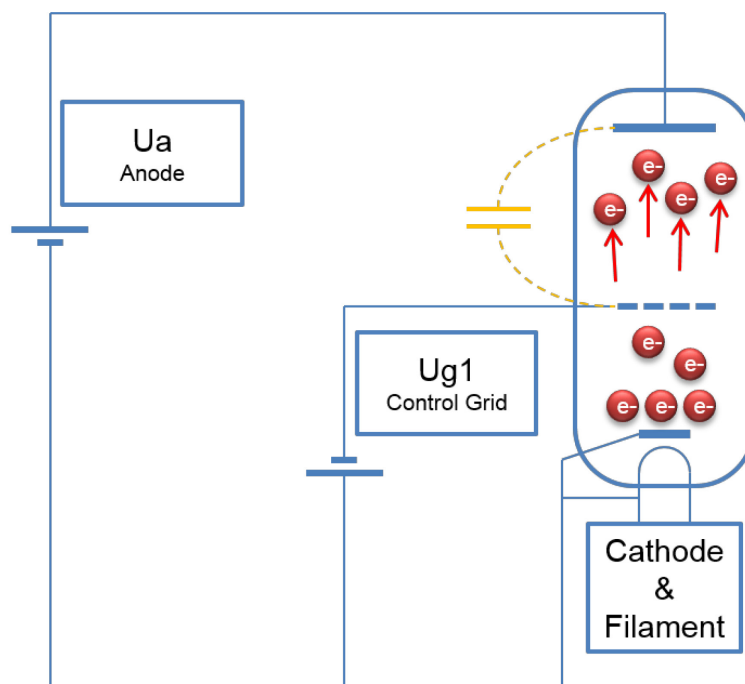 Ua
Anode
e-
e-
e-
e-
Ug1
Control Grid
e-
e-
e-
e-
e-
Cathode
&
Filament